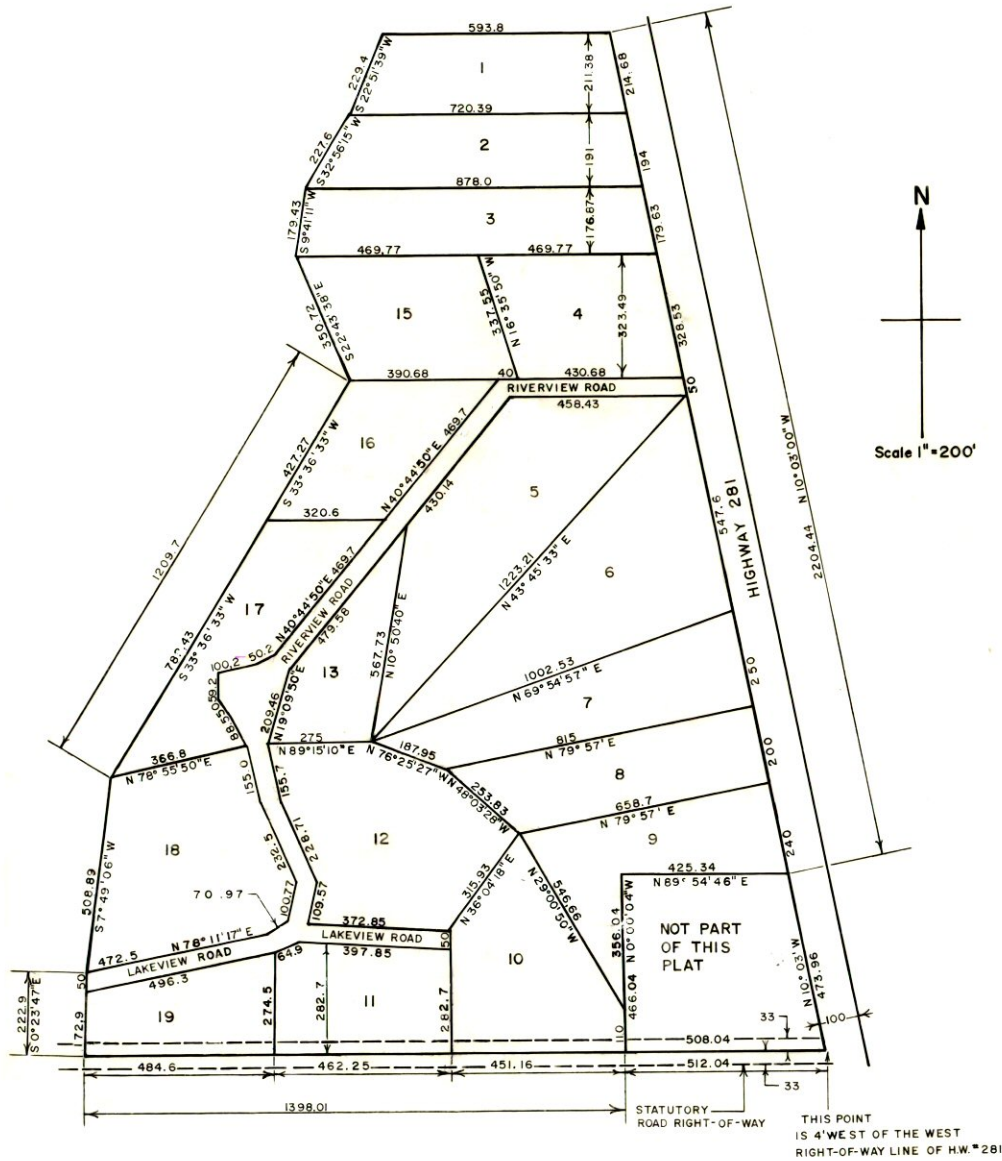 593.8
229.4
S 22°51'39" W
1
211.38
214.68
720.39
227.6
S 32°56'15" W
2
191
194
878.0
179.43
S 9°41'11" W
3
176.87
179.63
469.77
469.77
N
350.72
S 22°43'38" E
15
337.55
N 16° 35' 50" W
4
323.49
328.53
390.68
40
430.68
50
RIVERVIEW ROAD
458.43
Scale 1" = 200'
427.27
S 33° 36' 33" W
16
N 40°44'50" E 469.7
430.14
5
320.6
1209.7
1223.21
N 43° 45' 33" E
6
547.6
HIGHWAY 281
N 10° 03' 00" W
2204.44
17
N 40°44'50" E 469.7
RIVERVIEW ROAD
479.58
782.43
S 33° 36' 33" W
567.73
N 10° 50' 40" E
100.2
50.2
59.2
50
88.5
13
209.46
N 19° 09' 50" E
1002.53
N 69° 54' 57" E
250
7
275
N 89°15'10" E
187.95
N 76°25'27" W
815
N 79° 57' E
366.8
N 78° 55' 50" E
155.0
155.7
N 48°03'28" W
253.83
8
200
658.7
N 79° 57' E
9
12
18
232.5
228.71
508.89
S 7° 49' 06" W
315.93
N 36°04'18" E
425.34
N 89° 54' 46" E
240
70.97
100.77
109.57
546.66
N 29°00'50" W
356.04
N 0°00'04" W
NOT PART
OF THIS
PLAT
N 10° 03' W
473.96
372.85
LAKEVIEW ROAD
50
397.85
472.5
N 78° 11' 17" E
LAKEVIEW ROAD
496.3
64.9
10
466.04
222.9
S 0°23'47" E
50
172.9
19
274.5
282.7
11
282.7
110
33
100
508.04
484.6
462.25
451.16
512.04
33
1398.01
STATUTORY
ROAD RIGHT-OF-WAY
THIS POINT
IS 4' WEST OF THE WEST
RIGHT-OF-WAY LINE OF H.W. # 281